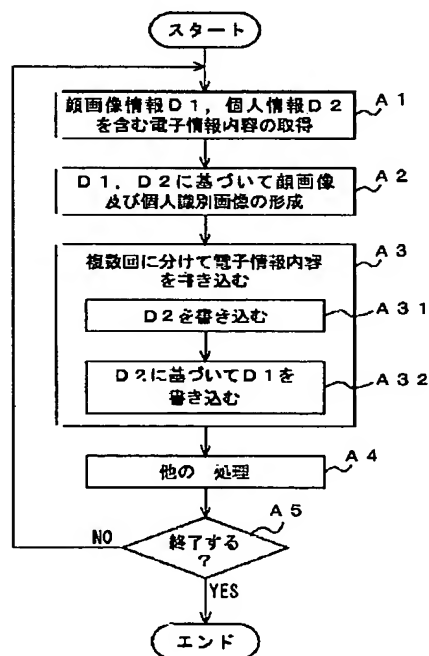 スタート
顔画像情報D1，個人情報D2
を含む電子情報内容の取得
A1
D1，D2に基づいて顔画像
及び個人識別画像の形成
A2
複数回に分けて電子情報内容
を書き込む
A3
D2を書き込む
A31
D2に基づいてD1を
書き込む
A32
他の 処理
A4
終了する
?
A5
NO
YES
エンド